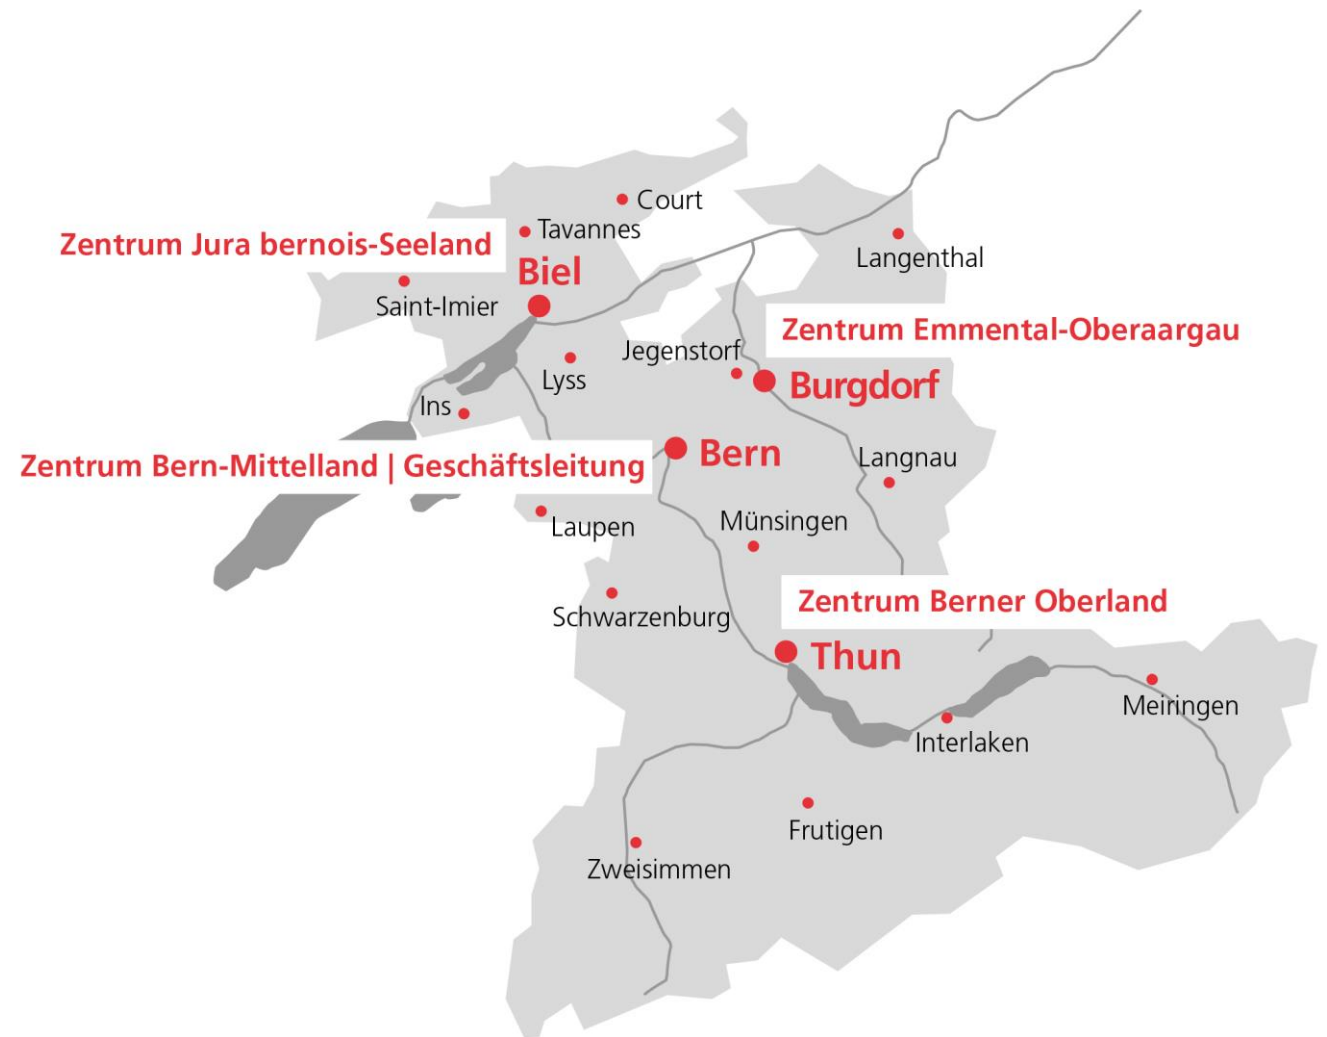 Court
Tavannes
Zentrum Jura bernois-Seeland
Biel
Langenthal
Saint-Imier
Zentrum Emmental-Oberaargau
Jegenstorf
Lyss
Burgdorf
Ins
Bern
Langnau
Zentrum Bern-Mittelland | Geschäftsleitung
Münsingen
Laupen
Zentrum Berner Oberland
Schwarzenburg
Thun
Meiringen
Interlaken
Frutigen
Zweisimmen